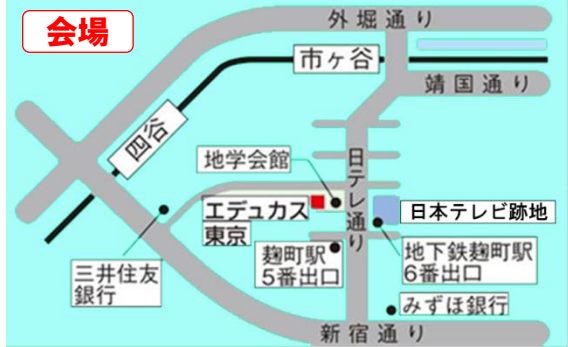 会場
外堀通り
市ヶ谷
靖国通り
四谷
地学会館
日テレ通り
エデュカス
東京
日本テレビ跡地
麹町駅
5番出口
地下鉄麹町駅
6番出口
三井住友
銀行
みずほ銀行
新宿通り